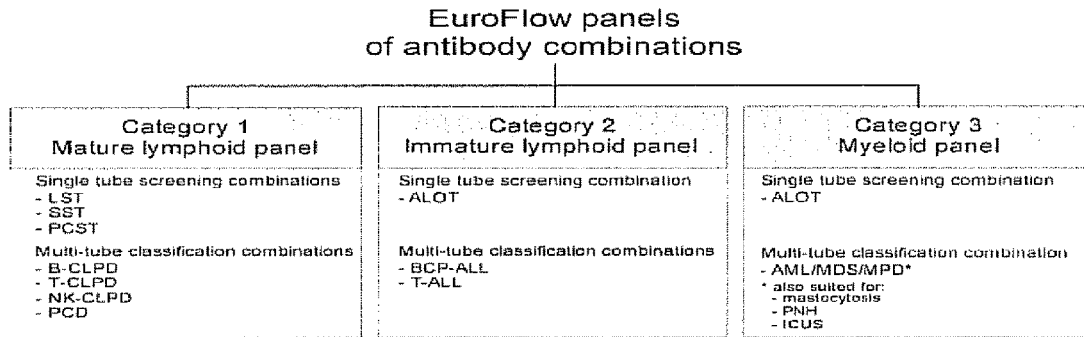 EuroFlow panels
of antibody combinations
Category 1
Mature lymphoid panel
Single tube screening combinations
- LST
- SST
- PCST
Multi-tube classification combinations
- B-CLPD
- T-CLPD
- NK-CLPD
- PCD
Category 2
Immature lymphoid panel
Single tube screening combination
- ALOT
Multi-tube classification combinations
- BCP-ALL
- T-ALL
Category 3
Myeloid panel
Single tube screening combination
- ALOT
Multi-tube classification combination
- AML/MDS/MPD*
* also suited for:
- mastocytosis
- PNH
- ICUS